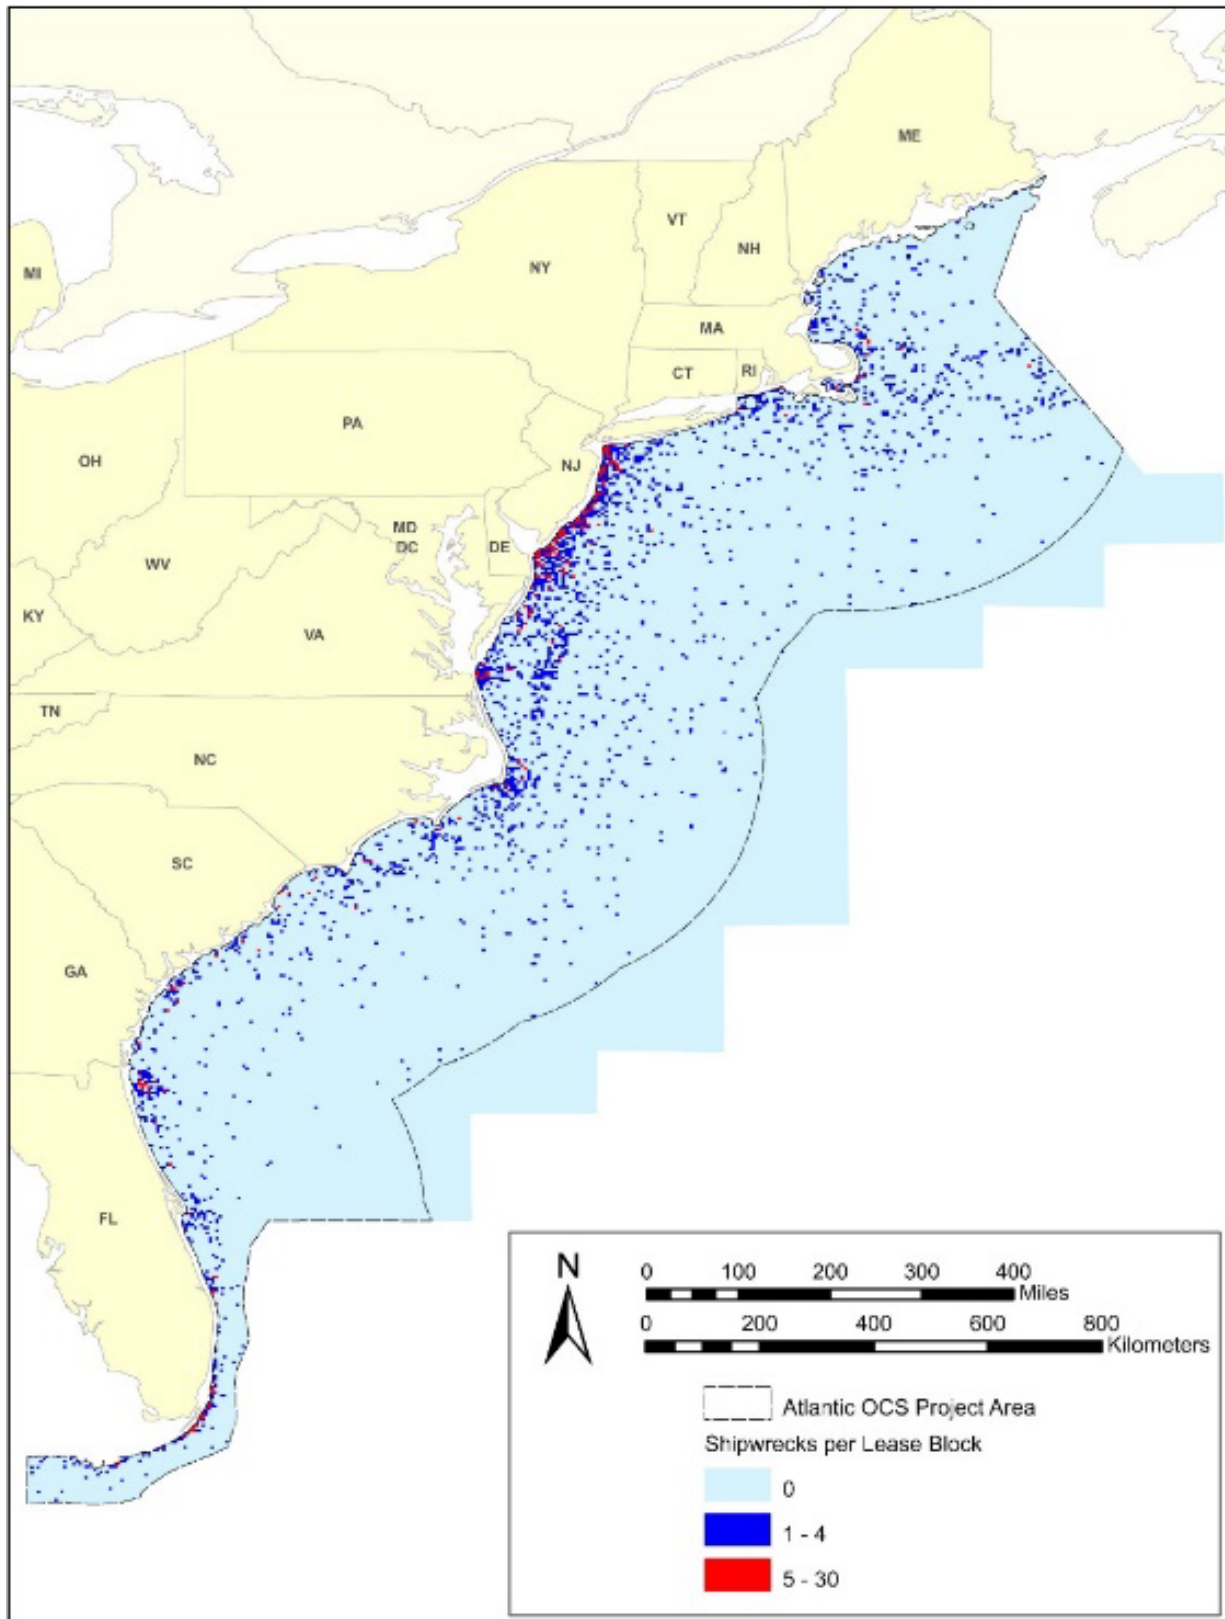 ME
VT
NH
NY
MI
MA
CT
RI
PA
OH
NJ
MD
DC
DE
WV
KY
VA
TN
NC
SC
GA
FL
N
0 100 200 300 400
Miles
0 200 400 600 800
Kilometers
Atlantic OCS Project Area
Shipwrecks per Lease Block
0
1 - 4
5 - 30